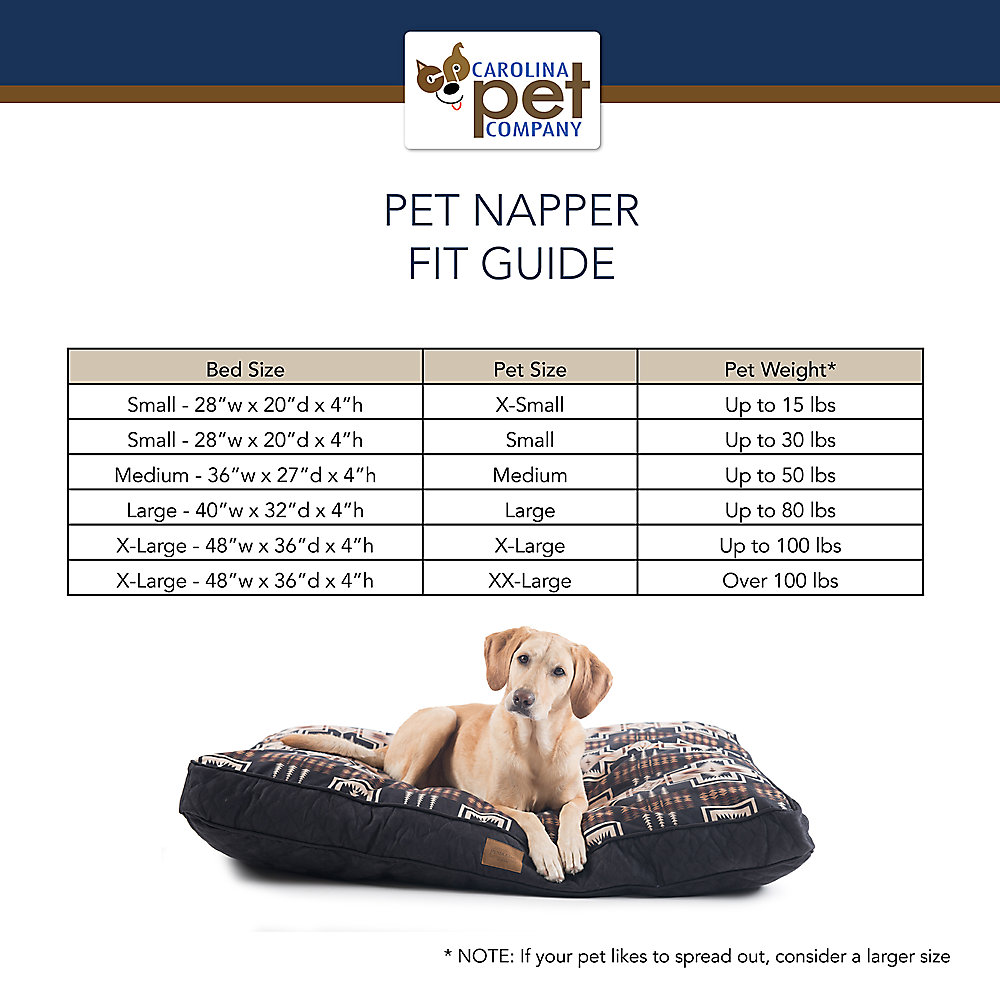 CAROLINA
pet
COMPANY
PET NAPPER
FIT GUIDE
Bed Size Pet Size Pet Weight*
Small - 28”w x 20”d x 4”h X-Small Up to 15 lbs
Small - 28”w x 20”d x 4”h Small Up to 30 lbs
Medium - 36”w x 27”d x 4”h Medium Up to 50 lbs
Large - 40”w x 32”d x 4”h Large Up to 80 lbs
X-Large - 48”w x 36”d x 4”h X-Large Up to 100 lbs
X-Large - 48”w x 36”d x 4”h XX-Large Over 100 lbs
* NOTE: If your pet likes to spread out, consider a larger size